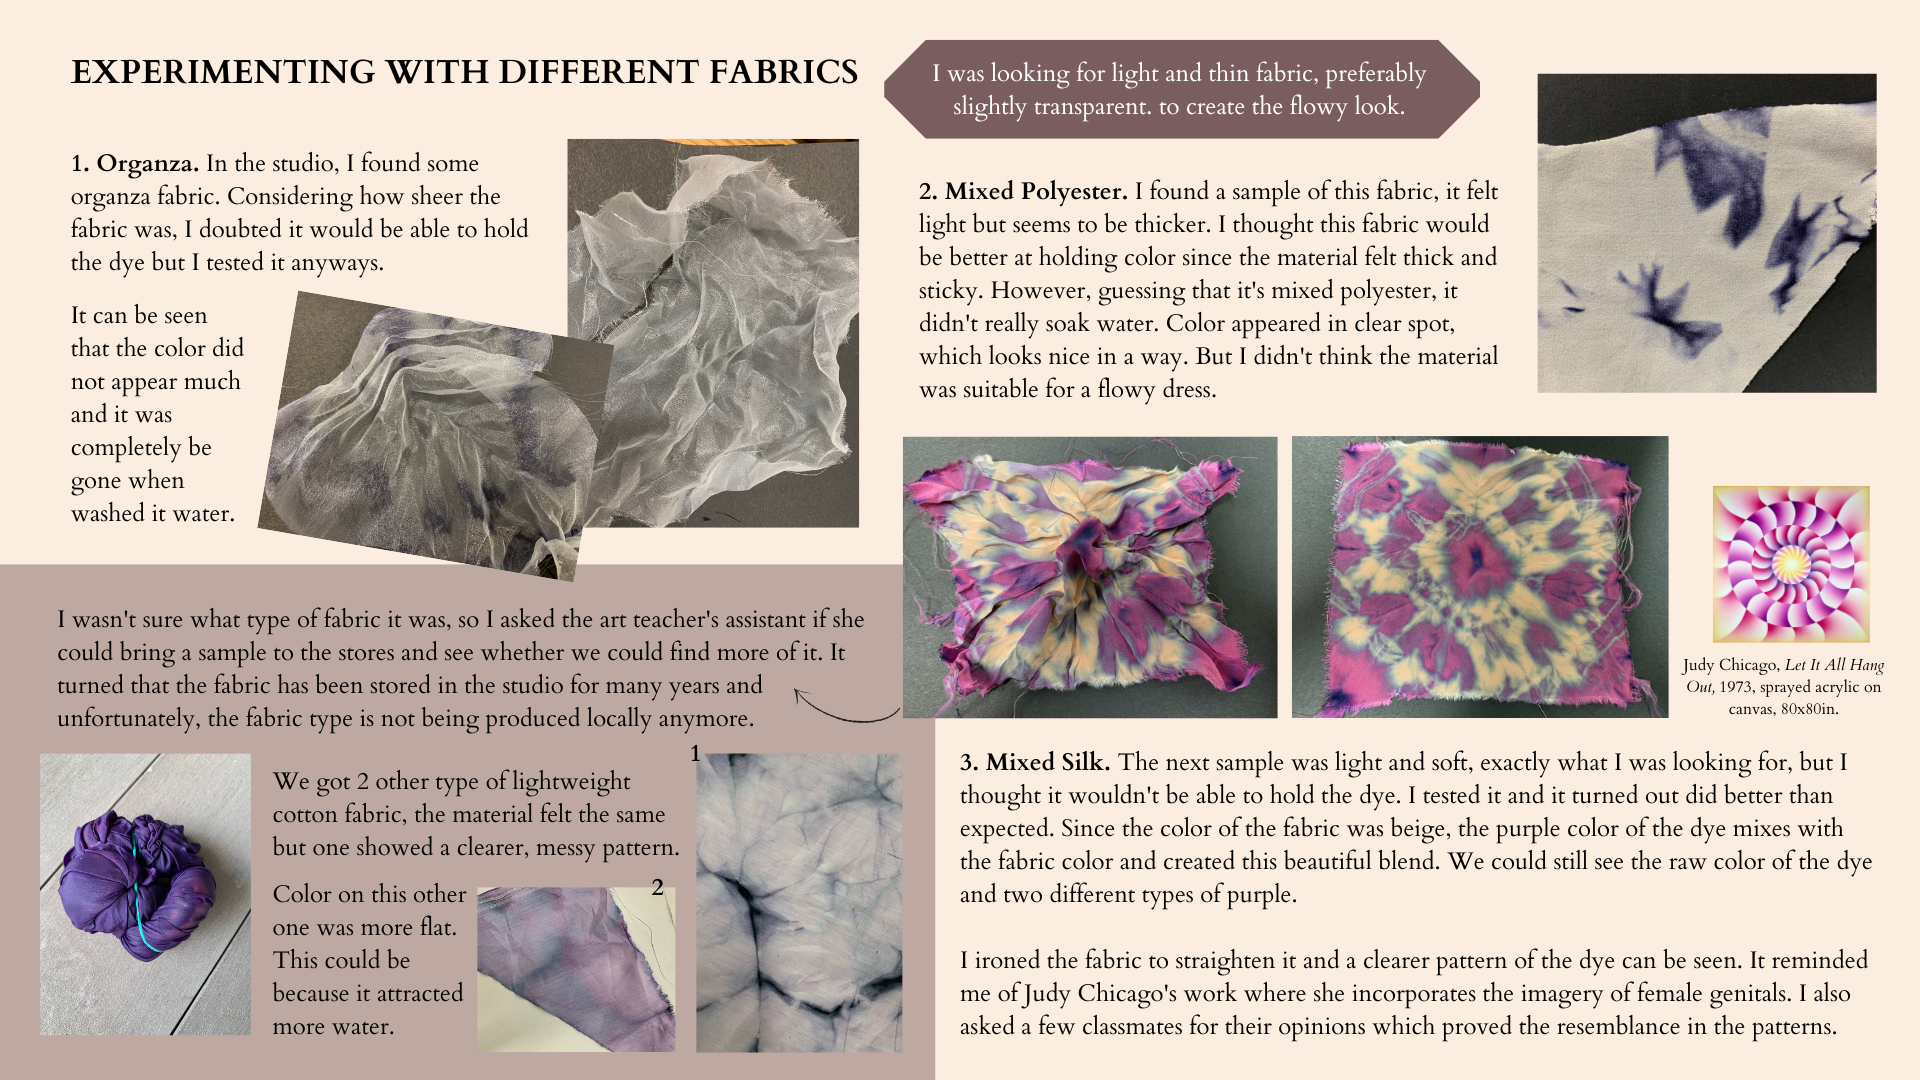 EXPERIMENTING WITH DIFFERENT FABRICS
I was looking for light and thin fabric, preferably
slightly transparent. to create the flowy look.
1. Organza. In the studio, I found some
organza fabric. Considering how sheer the
fabric was, I doubted it would be able to hold
the dye but I tested it anyways.
It can be seen
that the color did
not appear much
and it was
completely be
gone when
washed it water.
2. Mixed Polyester. I found a sample of this fabric, it felt
light but seems to be thicker. I thought this fabric would
be better at holding color since the material felt thick and
sticky. However, guessing that it's mixed polyester, it
didn't really soak water. Color appeared in clear spot,
which looks nice in a way. But I didn't think the material
was suitable for a flowy dress.
Judy Chicago, Let It All Hang
Out, 1973, sprayed acrylic on
canvas, 80x80in.
3. Mixed Silk. The next sample was light and soft, exactly what I was looking for, but I
thought it wouldn't be able to hold the dye. I tested it and it turned out did better than
expected. Since the color of the fabric was beige, the purple color of the dye mixes with
the fabric color and created this beautiful blend. We could still see the raw color of the dye
and two different types of purple.
I ironed the fabric to straighten it and a clearer pattern of the dye can be seen. It reminded
me of Judy Chicago's work where she incorporates the imagery of female genitals. I also
asked a few classmates for their opinions which proved the resemblance in the patterns.
I wasn't sure what type of fabric it was, so I asked the art teacher's assistant if she
could bring a sample to the stores and see whether we could find more of it. It
turned that the fabric has been stored in the studio for many years and
unfortunately, the fabric type is not being produced locally anymore.
We got 2 other type of lightweight
cotton fabric, the material felt the same
but one showed a clearer, messy pattern.
1
Color on this other
one was more flat.
This could be
because it attracted
more water.
2